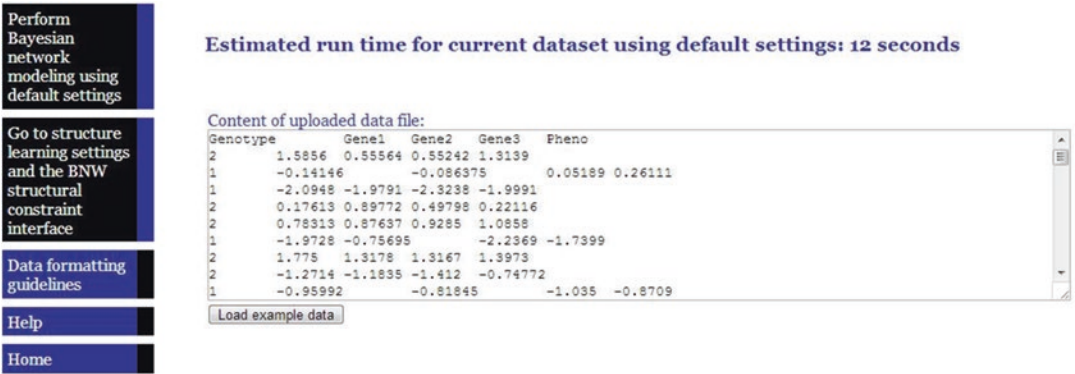 Perform
Bayesian
network
modeling using
default settings
Go to structure
learning settings
and the BNW
structural
constraint
interface
Data formatting
guidelines
Help
Home
Estimated run time for current dataset using default settings: 12 seconds
Content of uploaded data file:
Genotype Gene1 Gene2 Gene3 Pheno
2 1.5856 0.55564 0.55242 1.3139
1 -0.14146 -0.086375 0.05189 0.26111
1 -2.0948 -1.9791 -2.3238 -1.9991
2 0.17613 0.89772 0.49798 0.22116
2 0.78313 0.87637 0.9285 1.0858
1 -1.9728 -0.75695 -2.2369 -1.7399
2 1.775 1.3178 1.3167 1.3973
2 -1.2714 -1.1835 -1.412 -0.74772
1 -0.95992 -0.81845 -1.035 -0.8709
Load example data